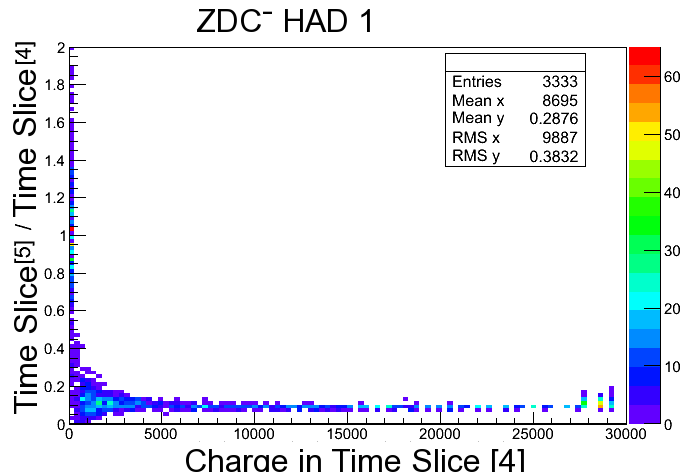 ZDC⁻ HAD 1
Time Slice[5] / Time Slice[4]
2
1.8
1.6
1.4
1.2
1
0.8
0.6
0.4
0.2
0
Entries 3333
Mean x 8695
Mean y 0.2876
RMS x 9887
RMS y 0.3832
60
50
40
30
20
10
0
0 5000 10000 15000 20000 25000 30000
Charge in Time Slice [4]